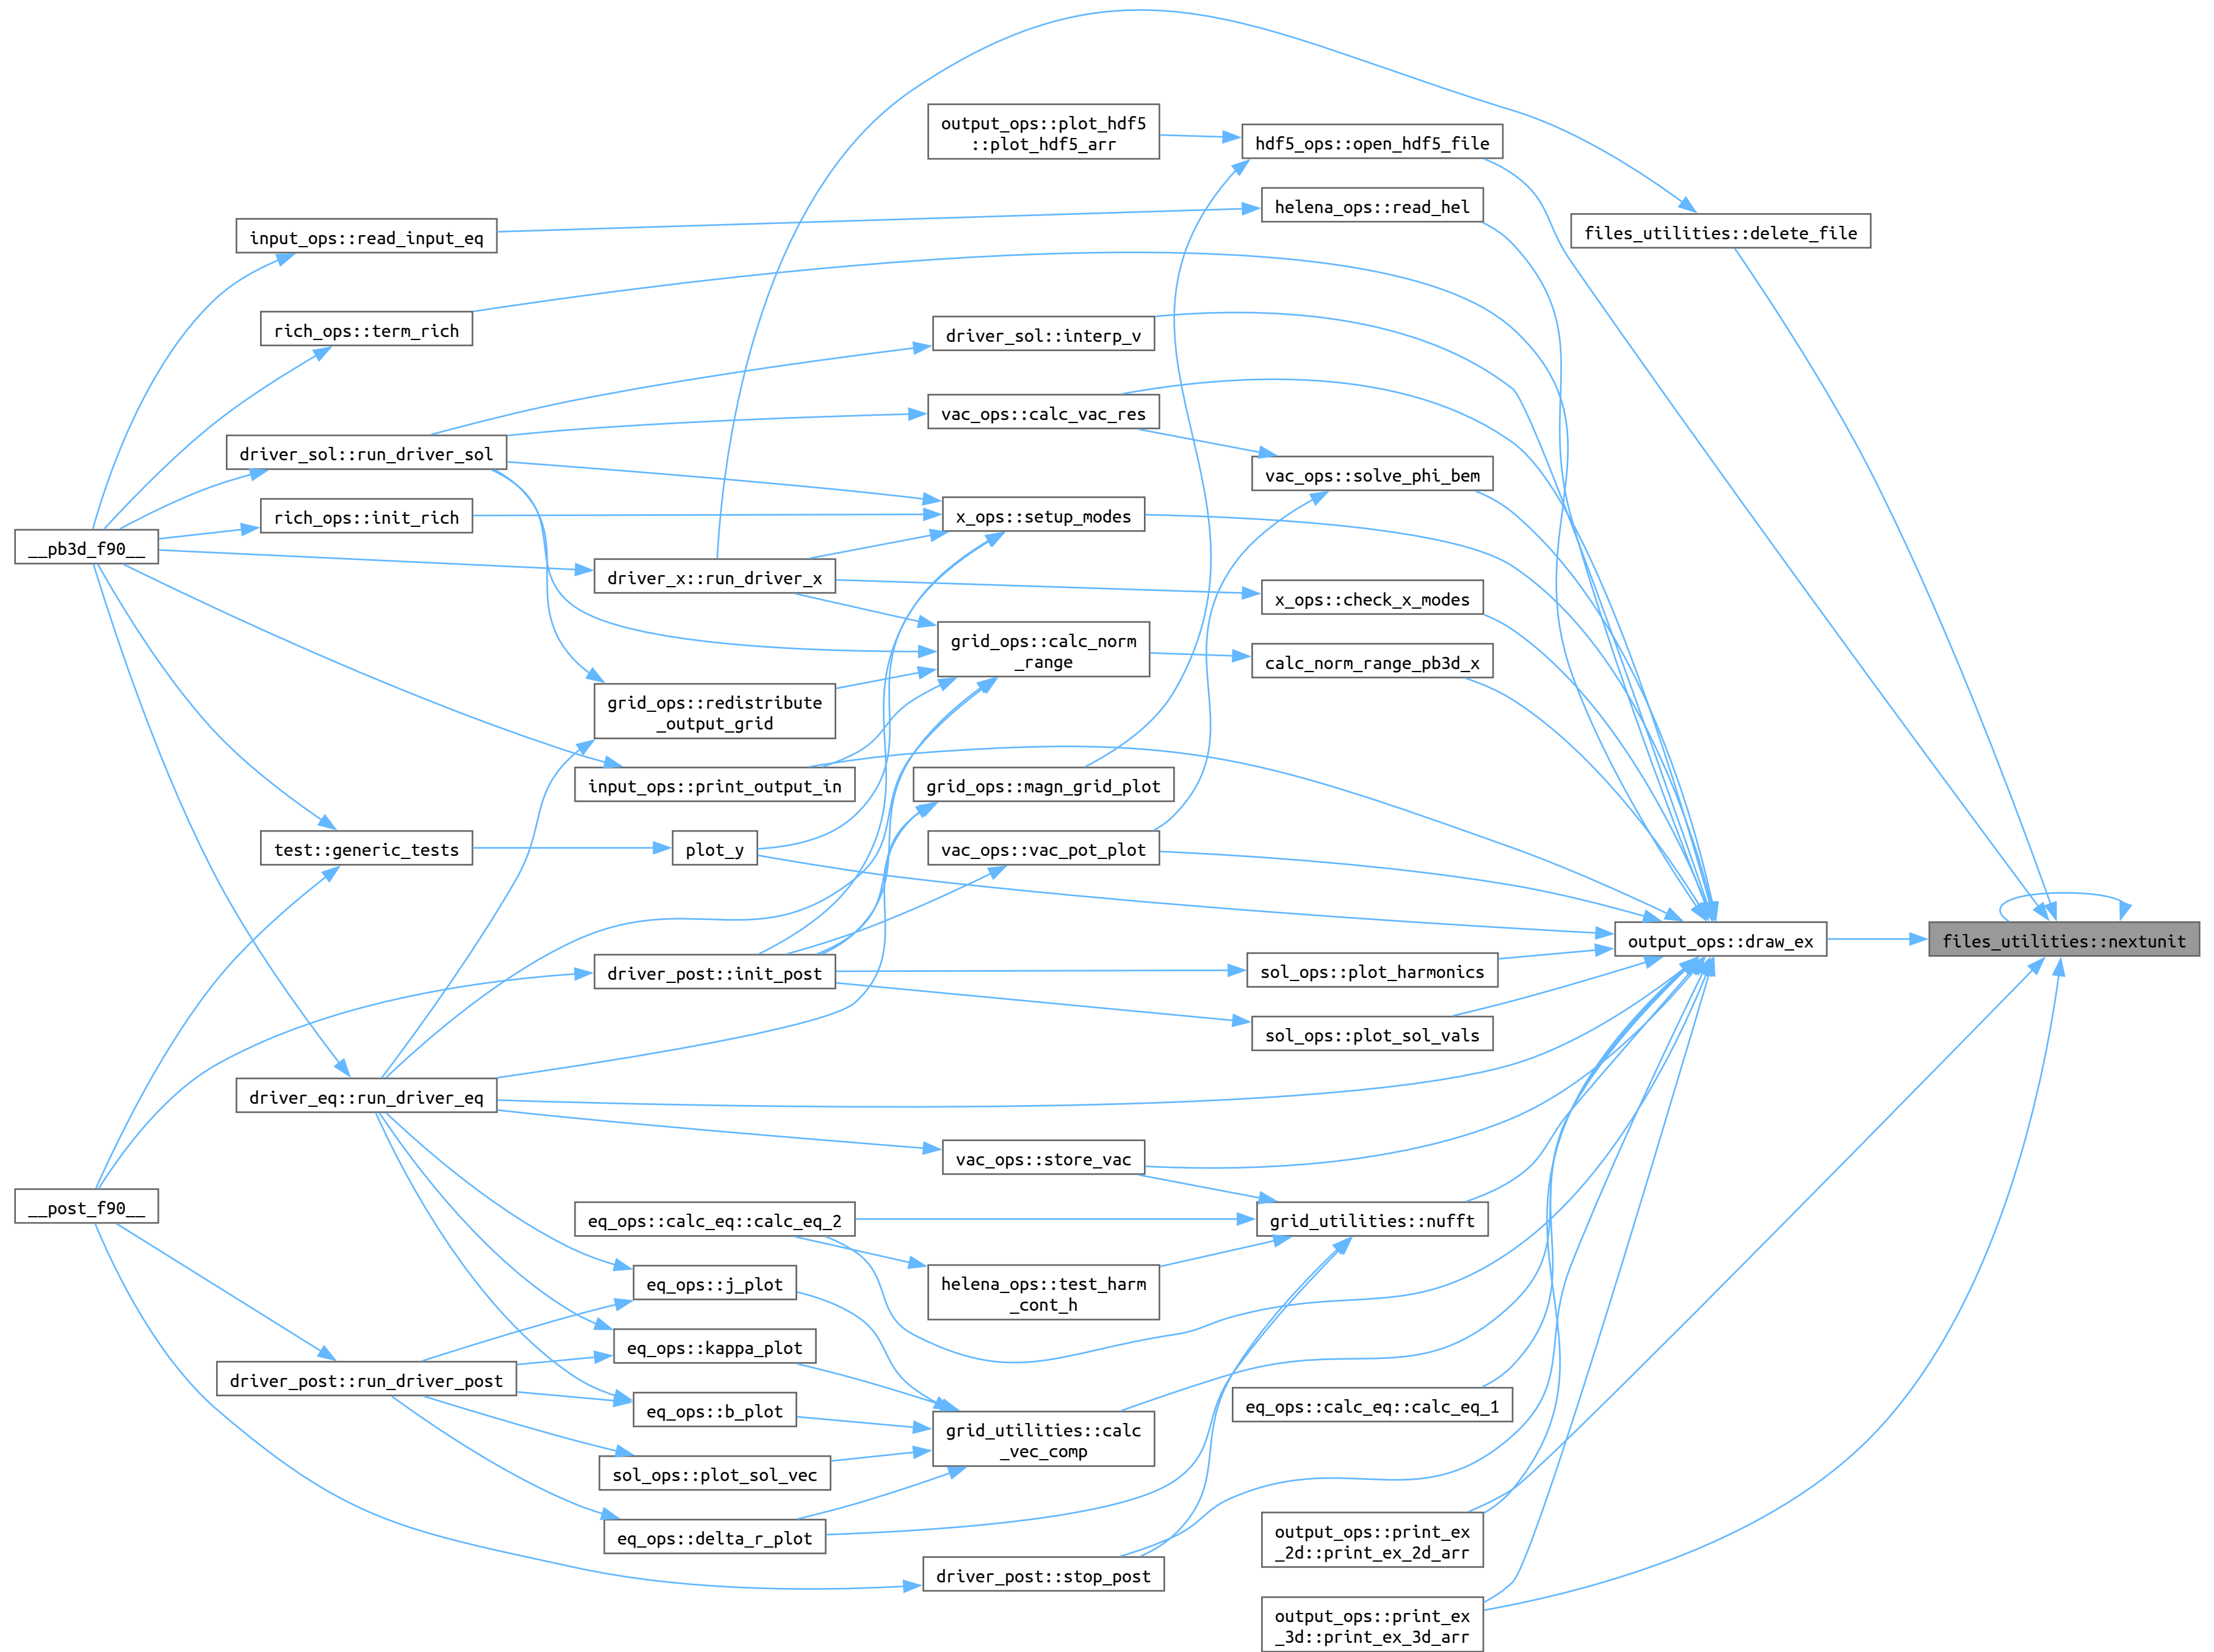 output_ops::plot_hdf5
::plot_hdf5_arr
hdf5_ops::open_hdf5_file
helena_ops::read_hel
files_utilities::delete_file
input_ops::read_input_eq
rich_ops::term_rich
driver_sol::interp_v
vac_ops::calc_vac_res
driver_sol::run_driver_sol
vac_ops::solve_phi_bem
rich_ops::init_rich
x_ops::setup_modes
__pb3d_f90__
driver_x::run_driver_x
x_ops::check_x_modes
grid_ops::calc_norm
_range
calc_norm_range_pb3d_x
grid_ops::redistribute
_output_grid
input_ops::print_output_in
grid_ops::magn_grid_plot
test::generic_tests
plot_y
vac_ops::vac_pot_plot
output_ops::draw_ex
files_utilities::nextunit
driver_post::init_post
sol_ops::plot_harmonics
sol_ops::plot_sol_vals
driver_eq::run_driver_eq
vac_ops::store_vac
__post_f90__
eq_ops::calc_eq::calc_eq_2
grid_utilities::nufft
eq_ops::j_plot
helena_ops::test_harm
_cont_h
eq_ops::kappa_plot
driver_post::run_driver_post
eq_ops::b_plot
eq_ops::calc_eq::calc_eq_1
grid_utilities::calc
_vec_comp
sol_ops::plot_sol_vec
eq_ops::delta_r_plot
output_ops::print_ex
_2d::print_ex_2d_arr
driver_post::stop_post
output_ops::print_ex
_3d::print_ex_3d_arr